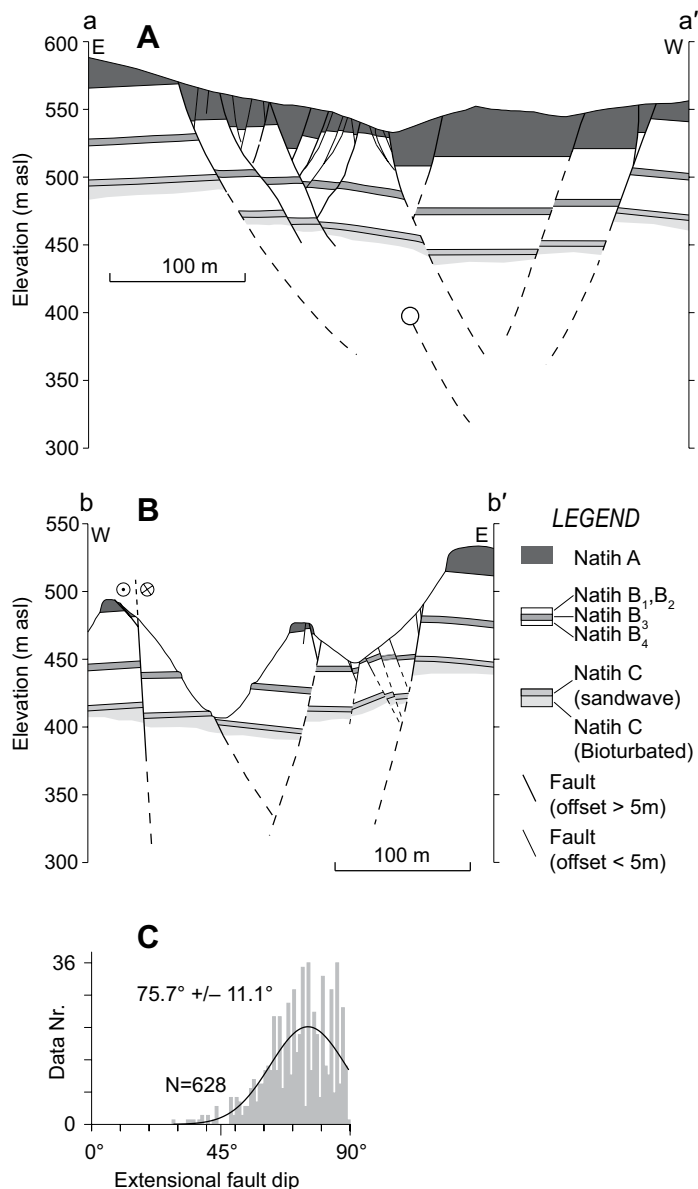 a
A
a′
E
W
600
550
500
450
400
350
300
Elevation (m asl)
100 m
b
B
b′
W
E
550
500
450
400
350
300
Elevation (m asl)
100 m
LEGEND
Natih A
Natih B1,B2
Natih B3
Natih B4
Natih C
(sandwave)
Natih C
(Bioturbated)
Fault
(offset > 5m)
Fault
(offset < 5m)
C
36
75.7° +/– 11.1°
Data Nr.
N=628
0
0°
45°
90°
Extensional fault dip